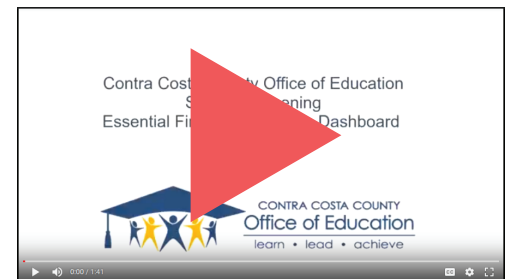 Contra Cost y Office of Education
S ening
Essential Fi Dashboard
CONTRA COSTA COUNTY
Office of Education
learn • lead • achieve
0:00 / 1:41
CC